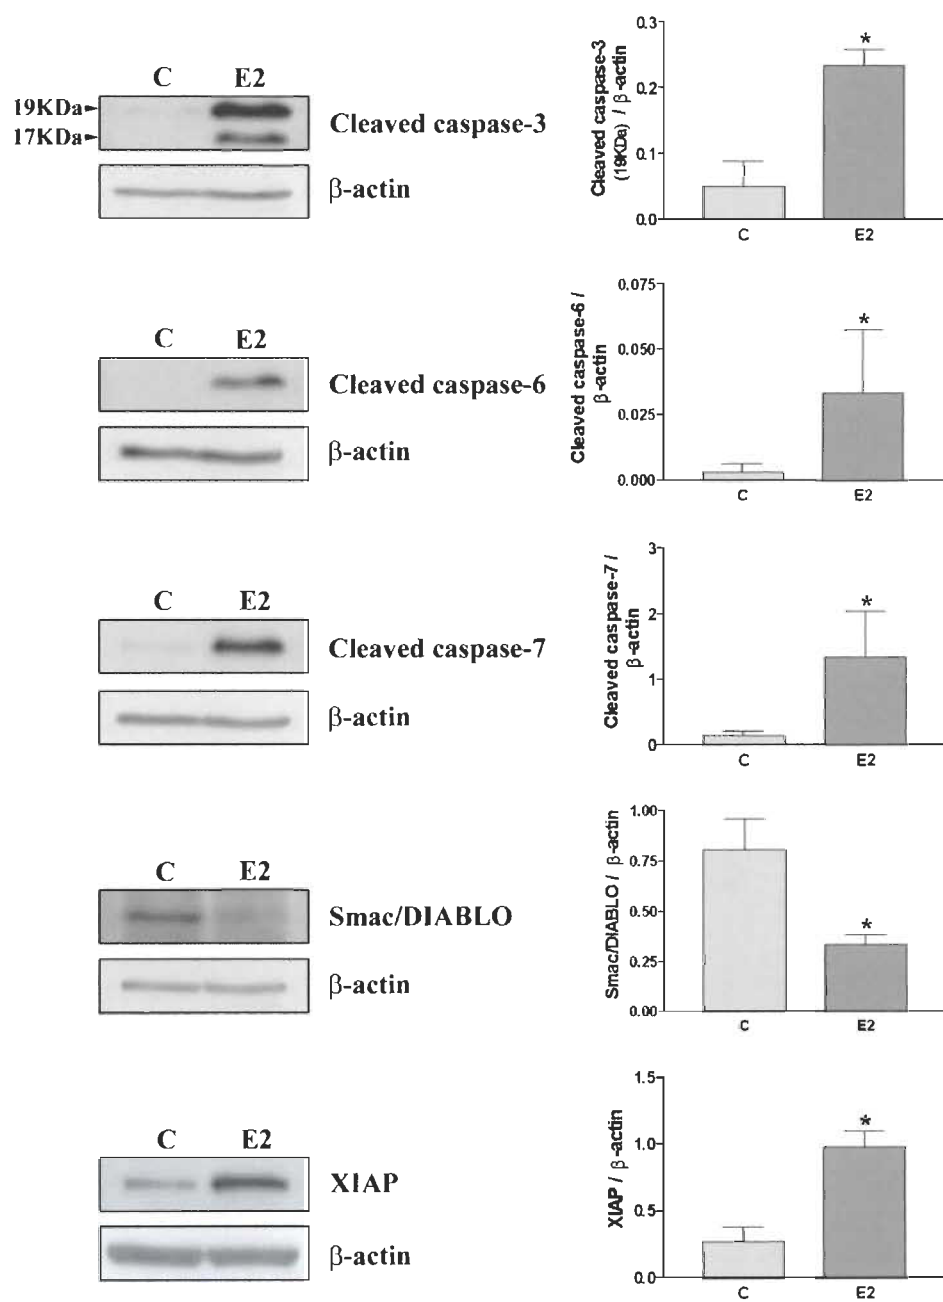 C E2
19KDa
17KDa
Cleaved caspase-3
β-actin
Cleaved caspase-3
(19KDa) / β-actin
0.3
0.2
0.1
0.0
*
C E2
C E2
Cleaved caspase-6
β-actin
Cleaved caspase-6 /
β-actin
0.075
0.050
0.025
0.000
*
C E2
C E2
Cleaved caspase-7
β-actin
Cleaved caspase-7 /
β-actin
3
2
1
0
*
C E2
C E2
Smac/DIABLO
β-actin
Smac/DIABLO / β-actin
1.00
0.75
0.50
0.25
0.00
*
C E2
C E2
XIAP
β-actin
XIAP / β-actin
1.5
1.0
0.5
0.0
*
C E2